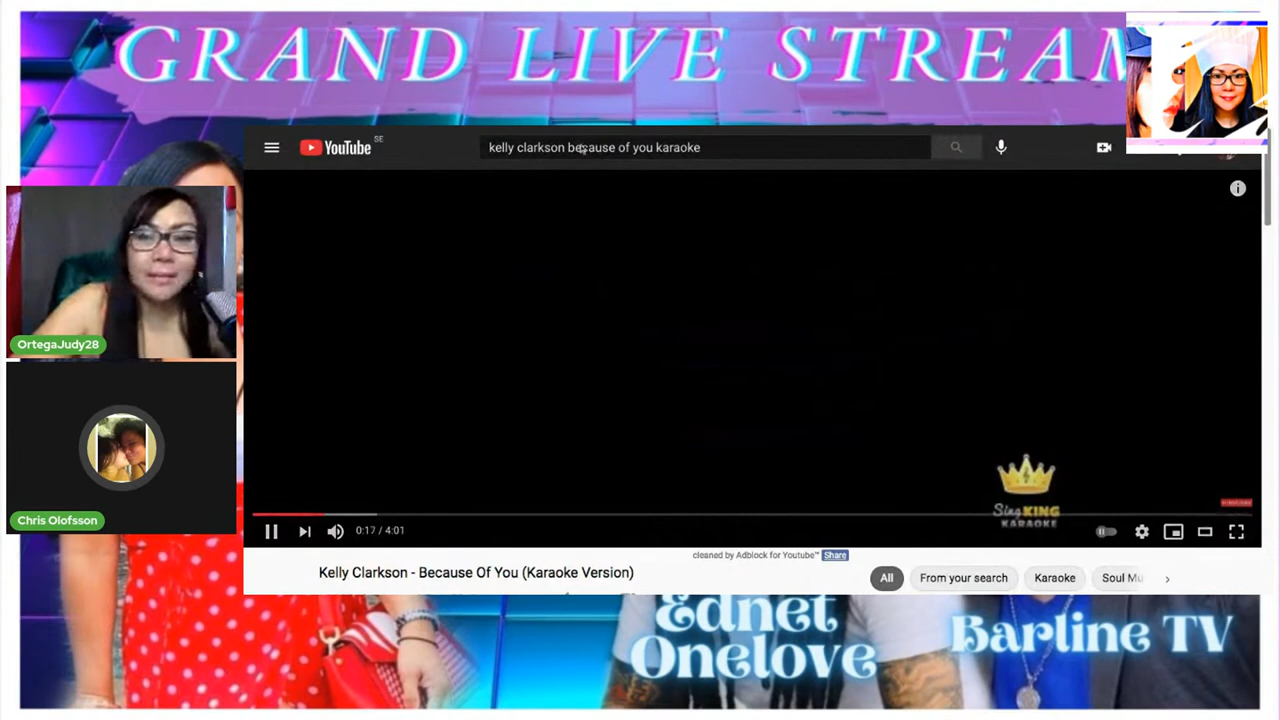 GRAND LIVE STREAM
YouTube SE
kelly clarkson because of you karaoke
OrtegaJudy28
Chris Olofsson
Sing KING
KARAOKE
0:17 / 4:01
cleaned by Adblock for Youtube™ Share
Kelly Clarkson - Because Of You (Karaoke Version)
All
From your search
Karaoke
Soul Mu
Ednet
Onelove
Barline TV